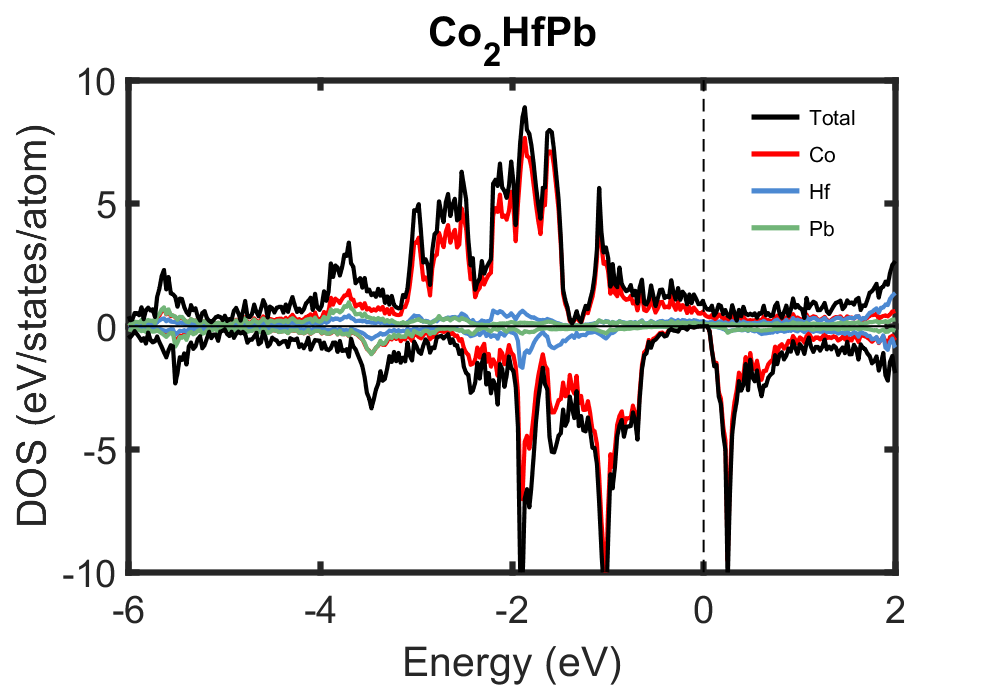 Co2HfPb
10
5
0
-5
-10
DOS (eV/states/atom)
Total
Co
Hf
Pb
-6 -4 -2 0 2
Energy (eV)